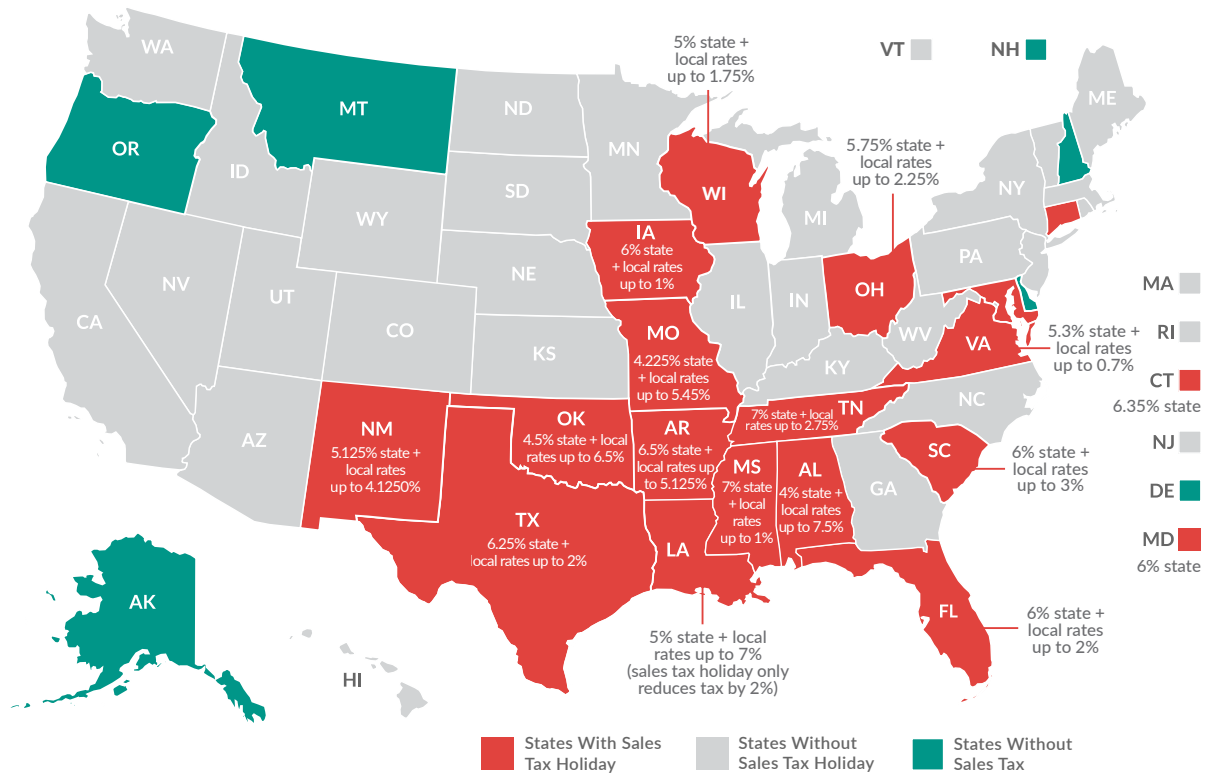 5% state +
local rates
up to 1.75%
VT
NH
WA
MT
ND
MN
ME
OR
ID
SD
WI
5.75% state +
local rates
up to 2.25%
WY
MI
NY
IA
6% state
+ local rates
up to 1%
PA
NV
UT
NE
IL
IN
OH
MA
CA
CO
KS
MO
4.225% state
+ local rates
up to 5.45%
KY
WV
VA
5.3% state +
local rates
up to 0.7%
RI
CT
6.35% state
AZ
NM
5.125% state +
local rates
up to 4.1250%
OK
4.5% state + local
rates up to 6.5%
AR
6.5% state +
local rates up
to 5.125%
TN
7% state + local
rates up to 2.75%
NC
NJ
MS
7% state
+ local
rates
up to 1%
AL
4% state +
local rates
up to 7.5%
GA
SC
6% state +
local rates
up to 3%
DE
MD
6% state
TX
6.25% state +
local rates up to 2%
LA
5% state + local
rates up to 7%
(sales tax holiday only
reduces tax by 2%)
FL
6% state +
local rates
up to 2%
AK
HI
States With Sales
Tax Holiday
States Without
Sales Tax Holiday
States Without
Sales Tax